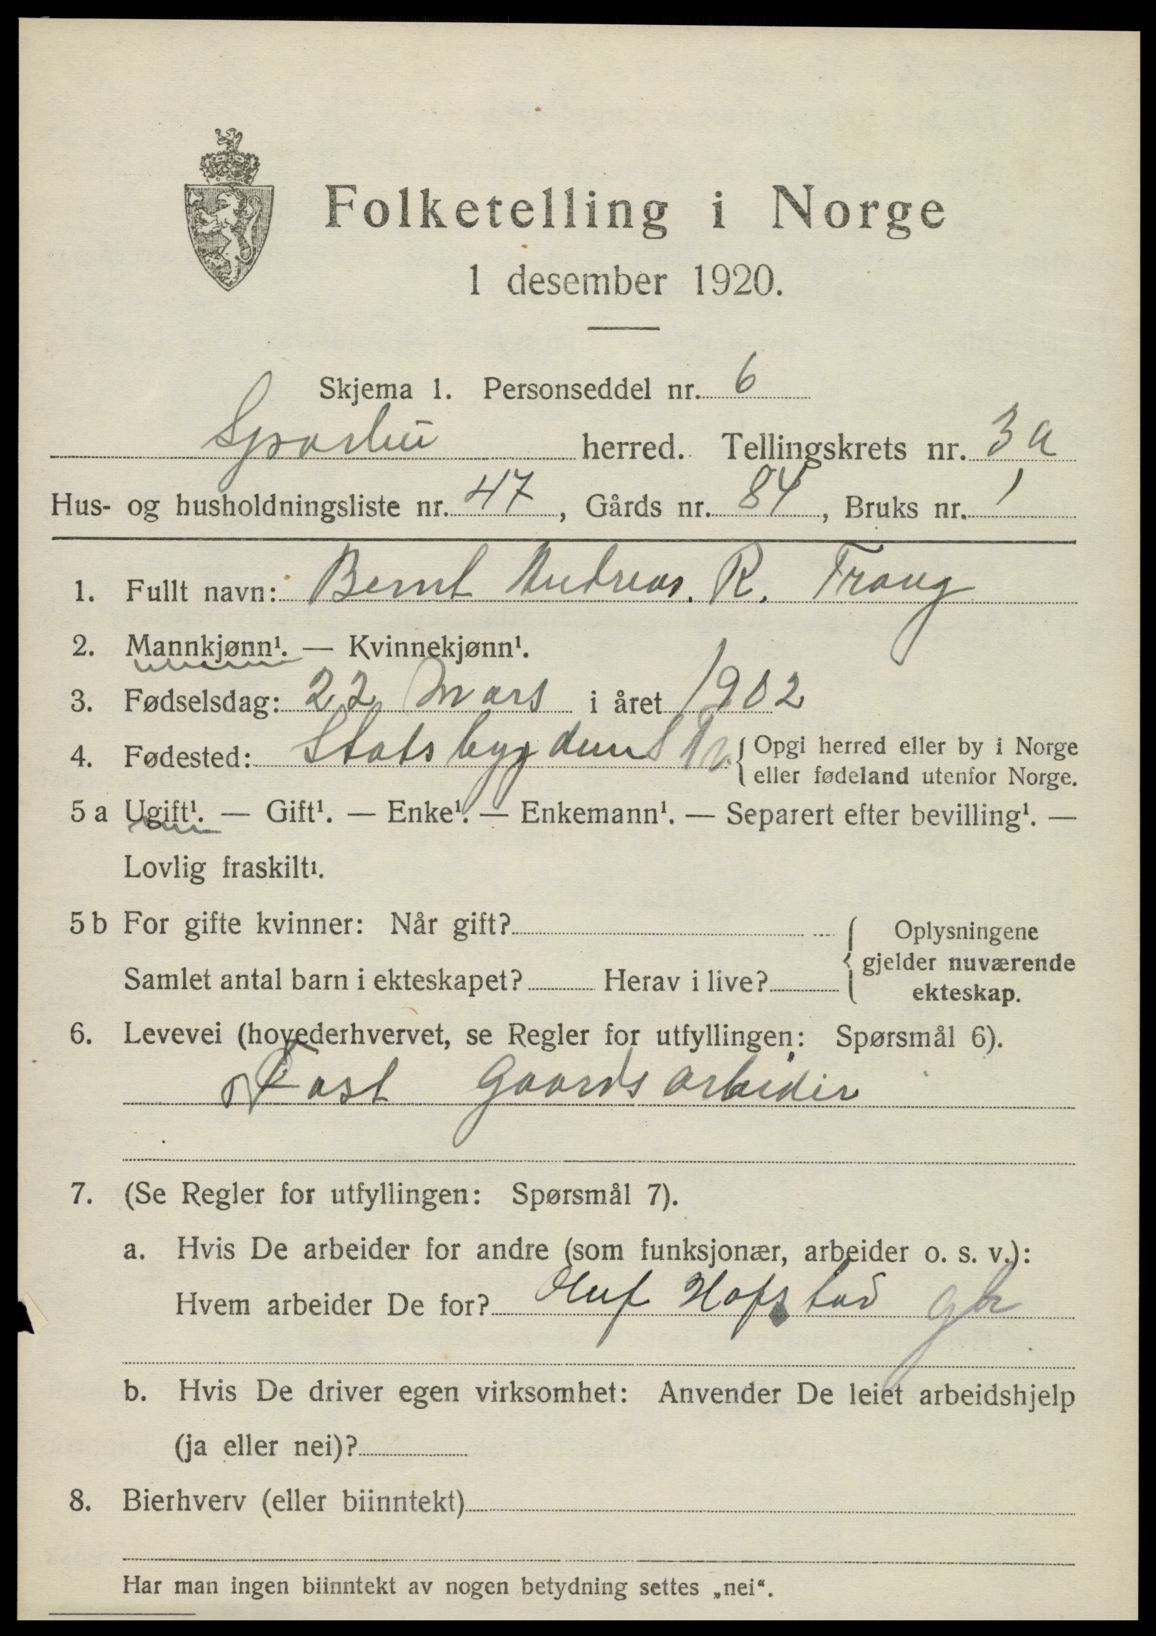 Folketelling i Norge
1 desember 1920.
Skjema 1. Personseddel nr. 6
Sparbu herred. Tellingskrets nr. 3a
Hus- og husholdningsliste nr. 47, Gårds nr. 84, Bruks nr. 1
1. Fullt navn: Bernt Andreas. R. Trang
2. Mannkjønn¹. — Kvinnekjønn¹.
3. Fødselsdag: 22 Mars i året 1902
4. Fødested: Statsbygden STr. { Opgi herred eller by i Norge
eller fødeland utenfor Norge.
5 a Ugift¹. — Gift¹. — Enke¹. — Enkemann¹. — Separert efter bevilling¹. —
Lovlig fraskilt¹.
5 b For gifte kvinner: Når gift? { Oplysningene
gjelder nuværende
Samlet antal barn i ekteskapet? Herav i live?
ekteskap.
6. Levevei (hovederhvervet, se Regler for utfyllingen: Spørsmål 6).
Fast Gaardsarbeider
7. (Se Regler for utfyllingen: Spørsmål 7).
a. Hvis De arbeider for andre (som funksjonær, arbeider o. s. v.):
Hvem arbeider De for? Oluf Hofstad
b. Hvis De driver egen virksomhet: Anvender De leiet arbeidshjelp
(ja eller nei)?
8. Bierhverv (eller biinntekt)
Har man ingen biinntekt av nogen betydning settes „nei“.